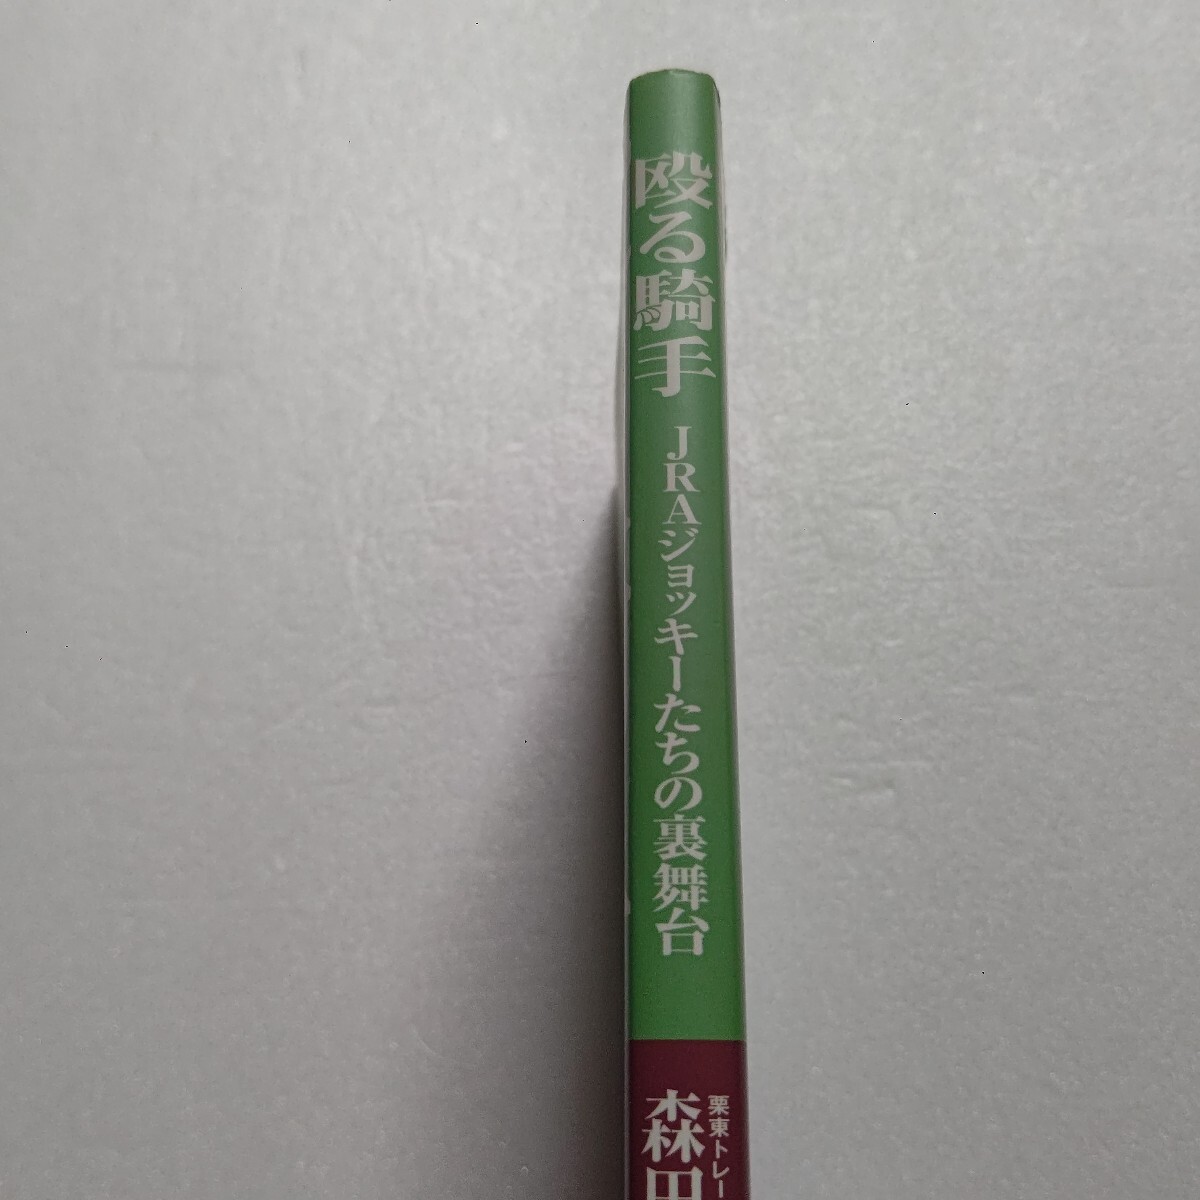 殴る騎手
JRAジョッキーたちの裏舞台
栗東トレー
森田